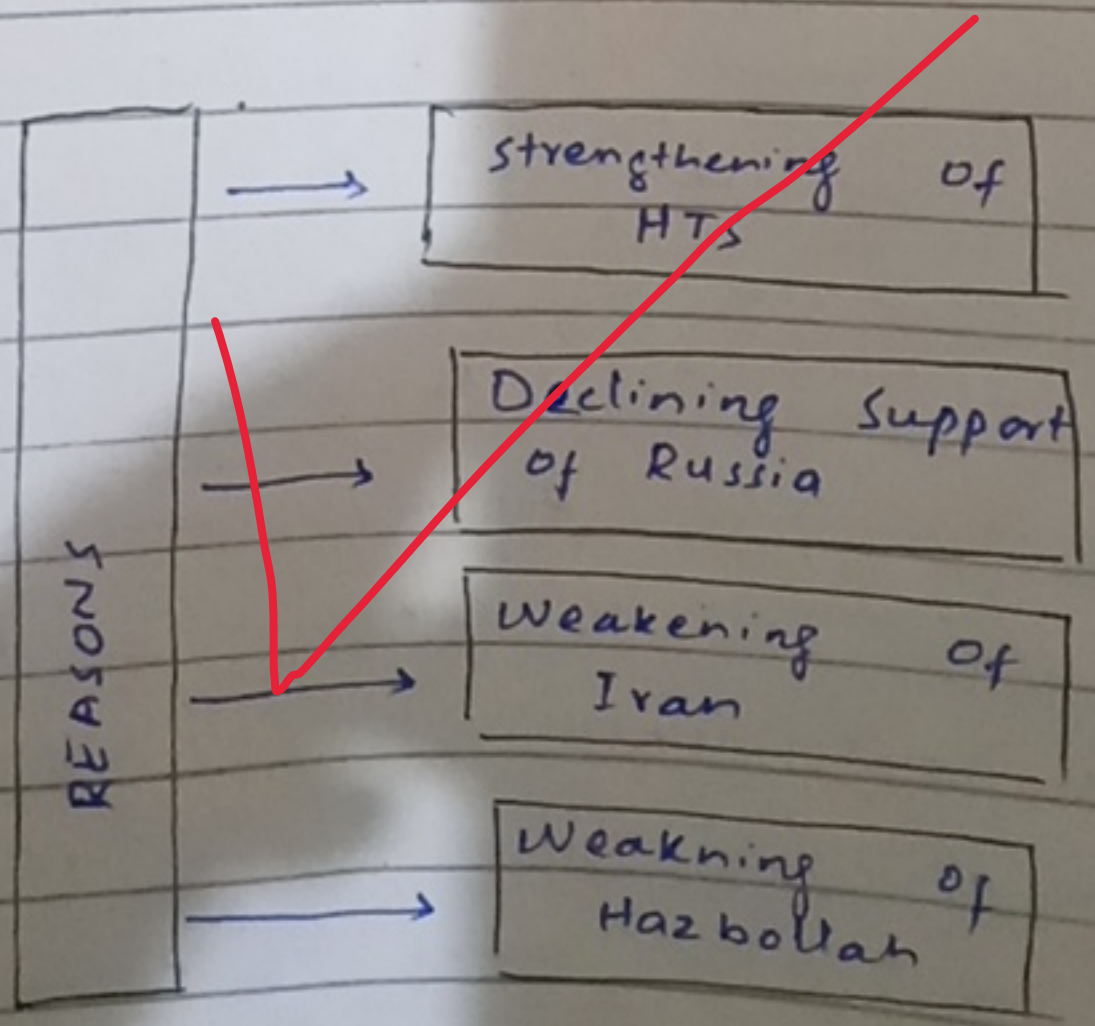 REASONS
Strengthening Of
HTS
Declining Support
Of Russia
Weakening Of
Iran
Weakning Of
Hazbollah